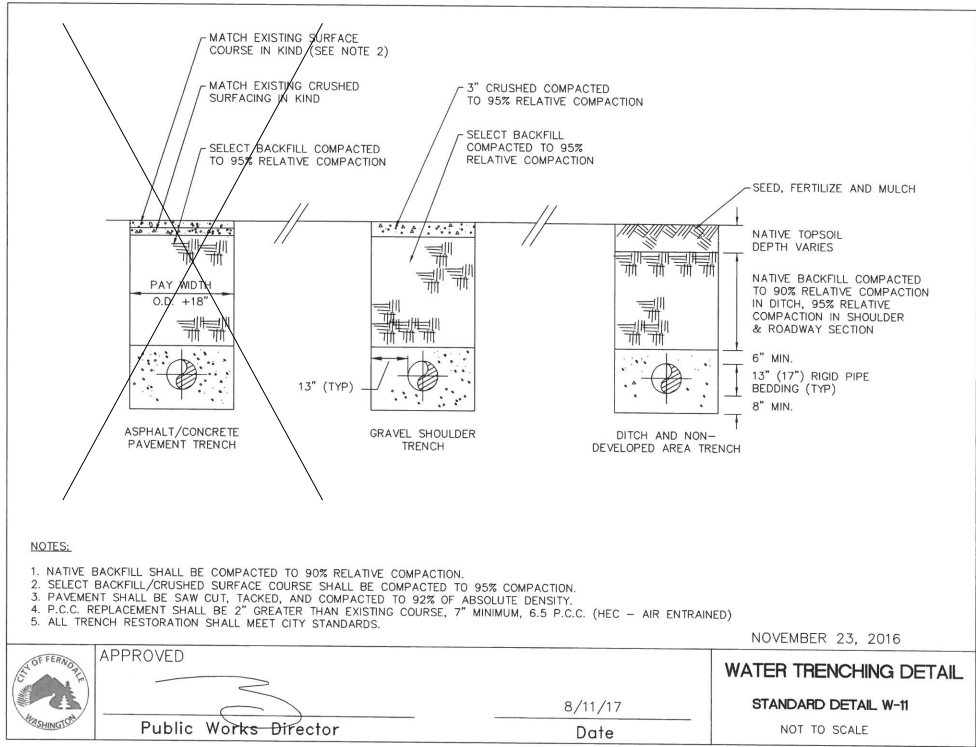 MATCH EXISTING SURFACE
COURSE IN KIND (SEE NOTE 2)
MATCH EXISTING CRUSHED
SURFACING IN KIND
SELECT BACKFILL COMPACTED
TO 95% RELATIVE COMPACTION
3" CRUSHED COMPACTED
TO 95% RELATIVE COMPACTION
SELECT BACKFILL
COMPACTED TO 95%
RELATIVE COMPACTION
SEED, FERTILIZE AND MULCH
NATIVE TOPSOIL
DEPTH VARIES
NATIVE BACKFILL COMPACTED
TO 90% RELATIVE COMPACTION
IN DITCH, 95% RELATIVE
COMPACTION IN SHOULDER
& ROADWAY SECTION
PAY WIDTH
O.D. +18"
13" (TYP)
6" MIN.
13" (17") RIGID PIPE
BEDDING (TYP)
8" MIN.
ASPHALT/CONCRETE
PAVEMENT TRENCH
GRAVEL SHOULDER
TRENCH
DITCH AND NON-
DEVELOPED AREA TRENCH
NOTES:
1. NATIVE BACKFILL SHALL BE COMPACTED TO 90% RELATIVE COMPACTION.
2. SELECT BACKFILL/CRUSHED SURFACE COURSE SHALL BE COMPACTED TO 95% COMPACTION.
3. PAVEMENT SHALL BE SAW CUT, TACKED, AND COMPACTED TO 92% OF ABSOLUTE DENSITY.
4. P.C.C. REPLACEMENT SHALL BE 2" GREATER THAN EXISTING COURSE, 7" MINIMUM, 6.5 P.C.C. (HEC – AIR ENTRAINED)
5. ALL TRENCH RESTORATION SHALL MEET CITY STANDARDS.
NOVEMBER 23, 2016
CITY OF FERNDALE
WASHINGTON
APPROVED
Public Works Director
8/11/17
Date
WATER TRENCHING DETAIL
STANDARD DETAIL W-11
NOT TO SCALE